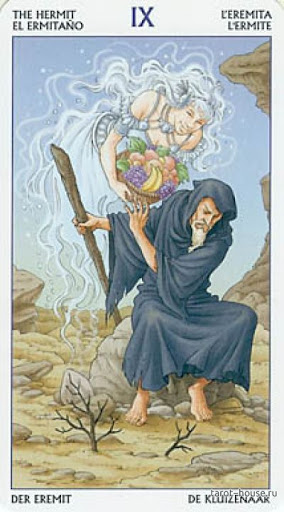 THE HERMIT
EL ERMITAÑO
IX
L'EREMITA
L'ERMITE
DER EREMIT
DE KLUIZENAAR
tarot-house.ru